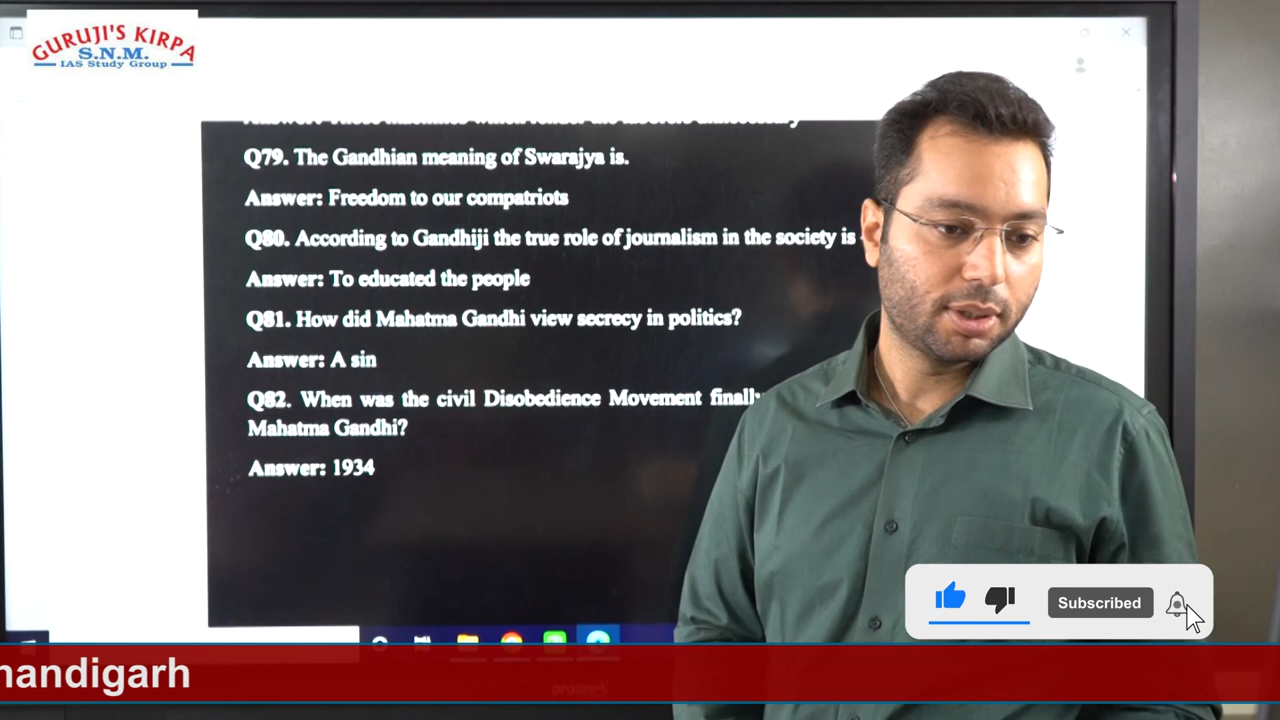 GURUJI'S KIRPA
S.N.M.
IAS Study Group
Q79. The Gandhian meaning of Swarajya is.
Answer: Freedom to our compatriots
Q80. According to Gandhiji the true role of journalism in the society is
Answer: To educated the people
Q81. How did Mahatma Gandhi view secrecy in politics?
Answer: A sin
Q82. When was the civil Disobedience Movement finally
Mahatma Gandhi?
Answer: 1934
Subscribed
handigarh